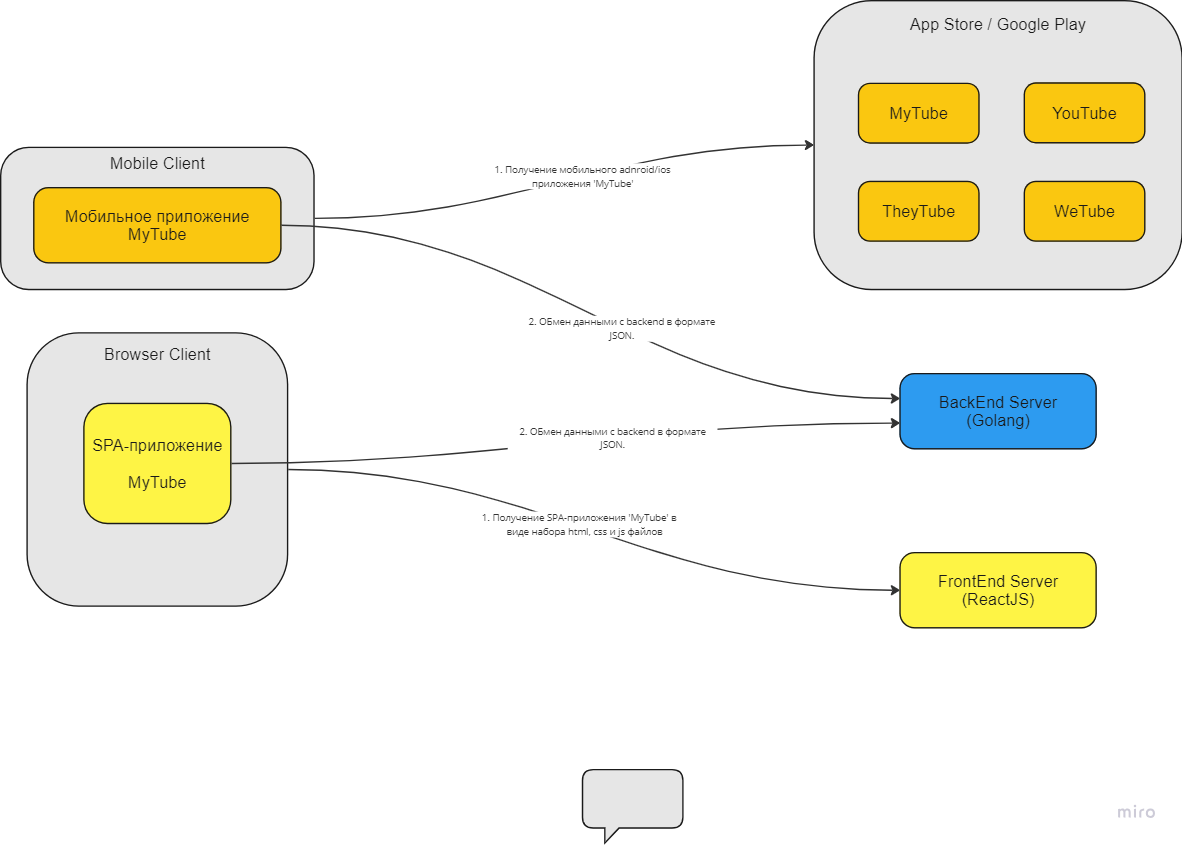 App Store / Google Play
MyTube
YouTube
TheyTube
WeTube
Mobile Client
Мобильное приложение
MyTube
1. Получение мобильного adnroid/ios
приложения 'MyTube'
2. ОБмен данными с backend в формате
JSON.
Browser Client
SPA-приложение
MyTube
2. ОБмен данными с backend в формате
JSON.
BackEnd Server
(Golang)
1. Получение SPA-приложения 'MyTube' в
виде набора html, css и js файлов
FrontEnd Server
(ReactJS)
miro